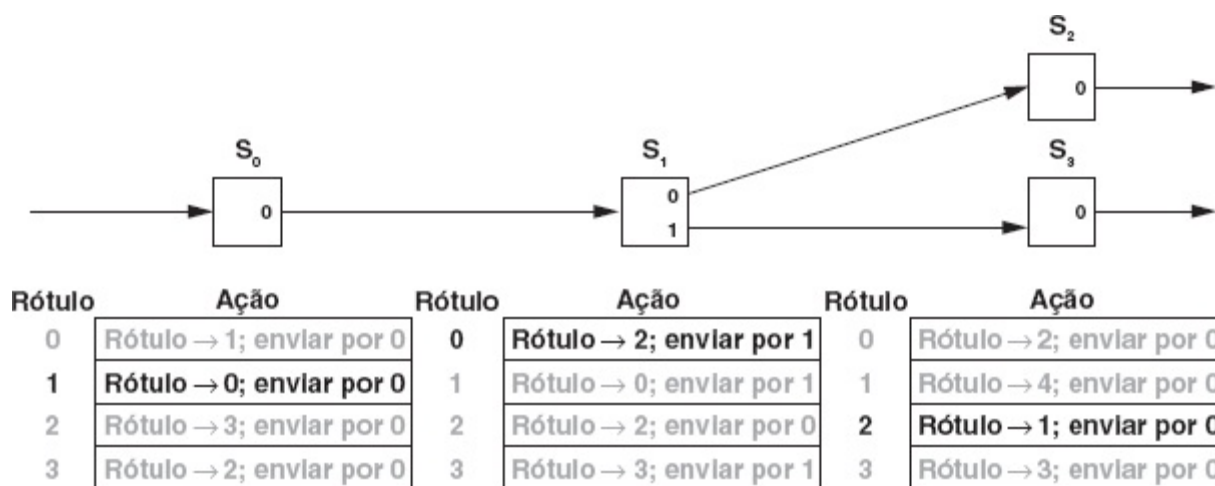 S₂
0
S₀
S₁
S₃
0
0
1
0
Rótulo Ação Rótulo Ação Rótulo Ação
0 Rótulo → 1; enviar por 0 0 Rótulo → 2; enviar por 1 0 Rótulo → 2; enviar por 0
1 Rótulo → 0; enviar por 0 1 Rótulo → 0; enviar por 1 1 Rótulo → 4; enviar por 0
2 Rótulo → 3; enviar por 0 2 Rótulo → 2; enviar por 0 2 Rótulo → 1; enviar por 0
3 Rótulo → 2; enviar por 0 3 Rótulo → 3; enviar por 1 3 Rótulo → 3; enviar por 0